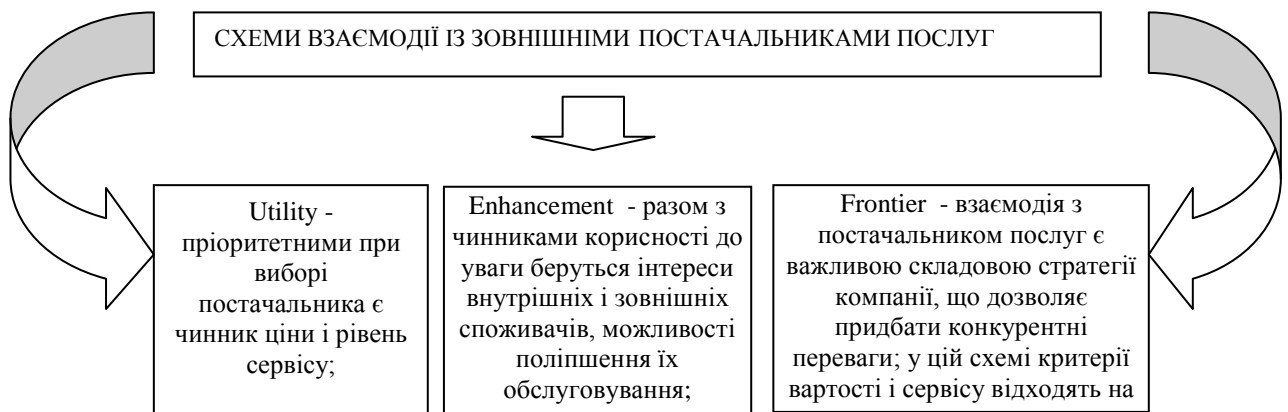 СХЕМИ ВЗАЄМОДІЇ ІЗ ЗОВНІШНІМИ ПОСТАЧАЛЬНИКАМИ ПОСЛУГ
Utility -
пріоритетними при
виборі
постачальника є
чинник ціни і рівень
сервісу;
Enhancement - разом з
чинниками корисності до
уваги беруться інтереси
внутрішніх і зовнішніх
споживачів, можливості
поліпшення їх
обслуговування;
Frontier - взаємодія з
постачальником послуг є
важливою складовою стратегії
компанії, що дозволяє
придбати конкурентні
переваги; у цій схемі критерії
вартості і сервісу відходять на